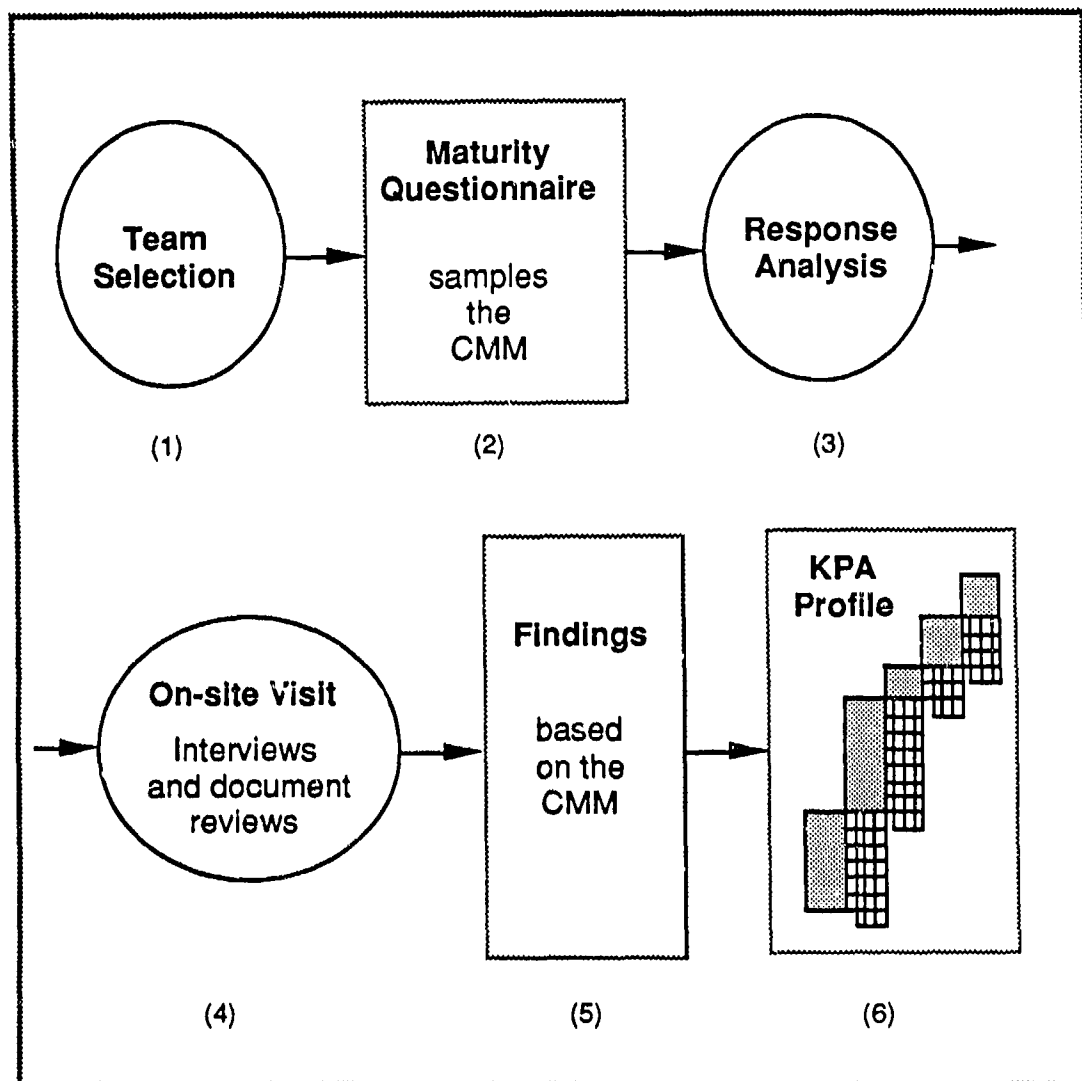 Team
Selection
(1)
Maturity
Questionnaire
samples
the
CMM
(2)
Response
Analysis
(3)
On-site Visit
Interviews
and document
reviews
(4)
Findings
based
on the
CMM
(5)
KPA
Profile
(6)